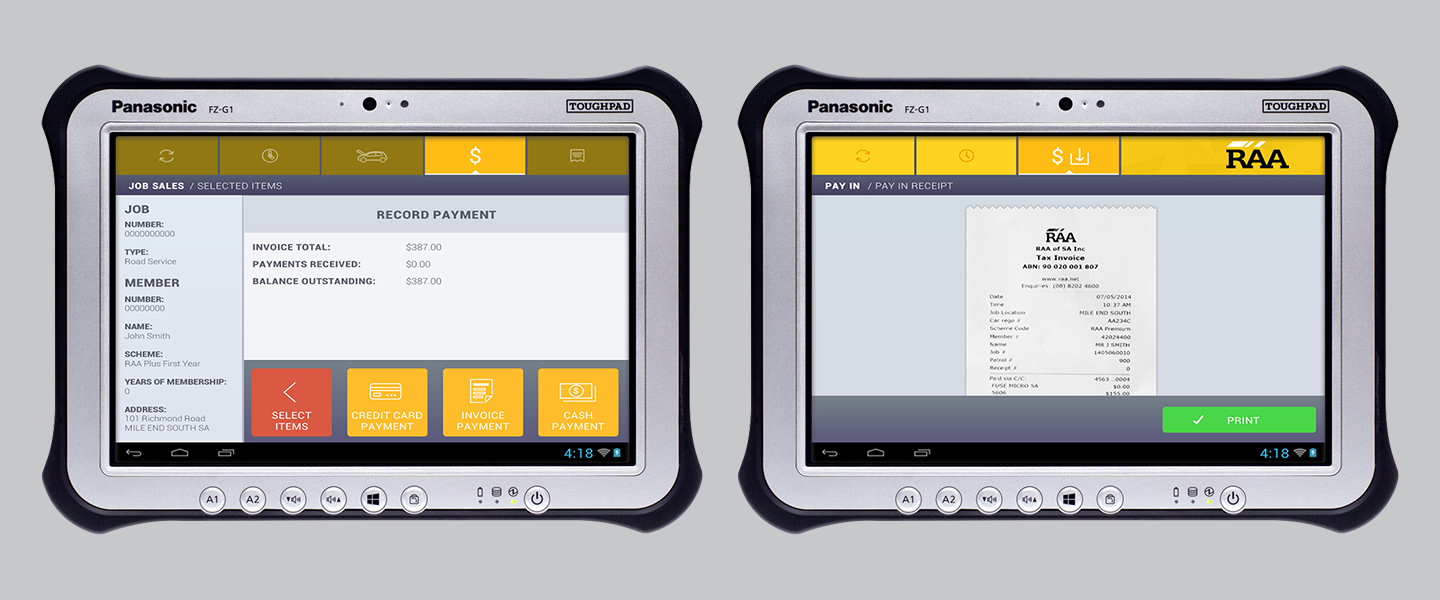 Panasonic FZ-G1 TOUGHPAD
$
JOB SALES / SELECTED ITEMS
JOB
NUMBER:
0000000000
TYPE:
Road Service
MEMBER
NUMBER:
00000000
NAME:
John Smith
SCHEME:
RAA Plus First Year
YEARS OF MEMBERSHIP:
0
ADDRESS:
101 Richmond Road
MILE END SOUTH SA
RECORD PAYMENT
INVOICE TOTAL: $387.00
PAYMENTS RECEIVED: $0.00
BALANCE OUTSTANDING: $387.00
SELECT
ITEMS
CREDIT CARD
PAYMENT
INVOICE
PAYMENT
$
CASH
PAYMENT
4:18
A1 A2
Panasonic FZ-G1 TOUGHPAD
$ RAA
PAY IN / PAY IN RECEIPT
RAA
RAA of SA Inc
Tax Invoice
ABN: 90 020 001 807
www.raa.net
Enquiries: (08) 8202 4600
Date 07/05/2014
Time 10:37 AM
Job Location MILE END SOUTH
Car rego # AA234C
Scheme Code RAA Premium
Member # 42024400
Name MR J SMITH
Job # 1405060010
Patrol # 900
Receipt # 0
Paid via C/C: 4563...0004
FUSE MICRO 5A $0.00
5606 $155.00
PRINT
4:18
A1 A2